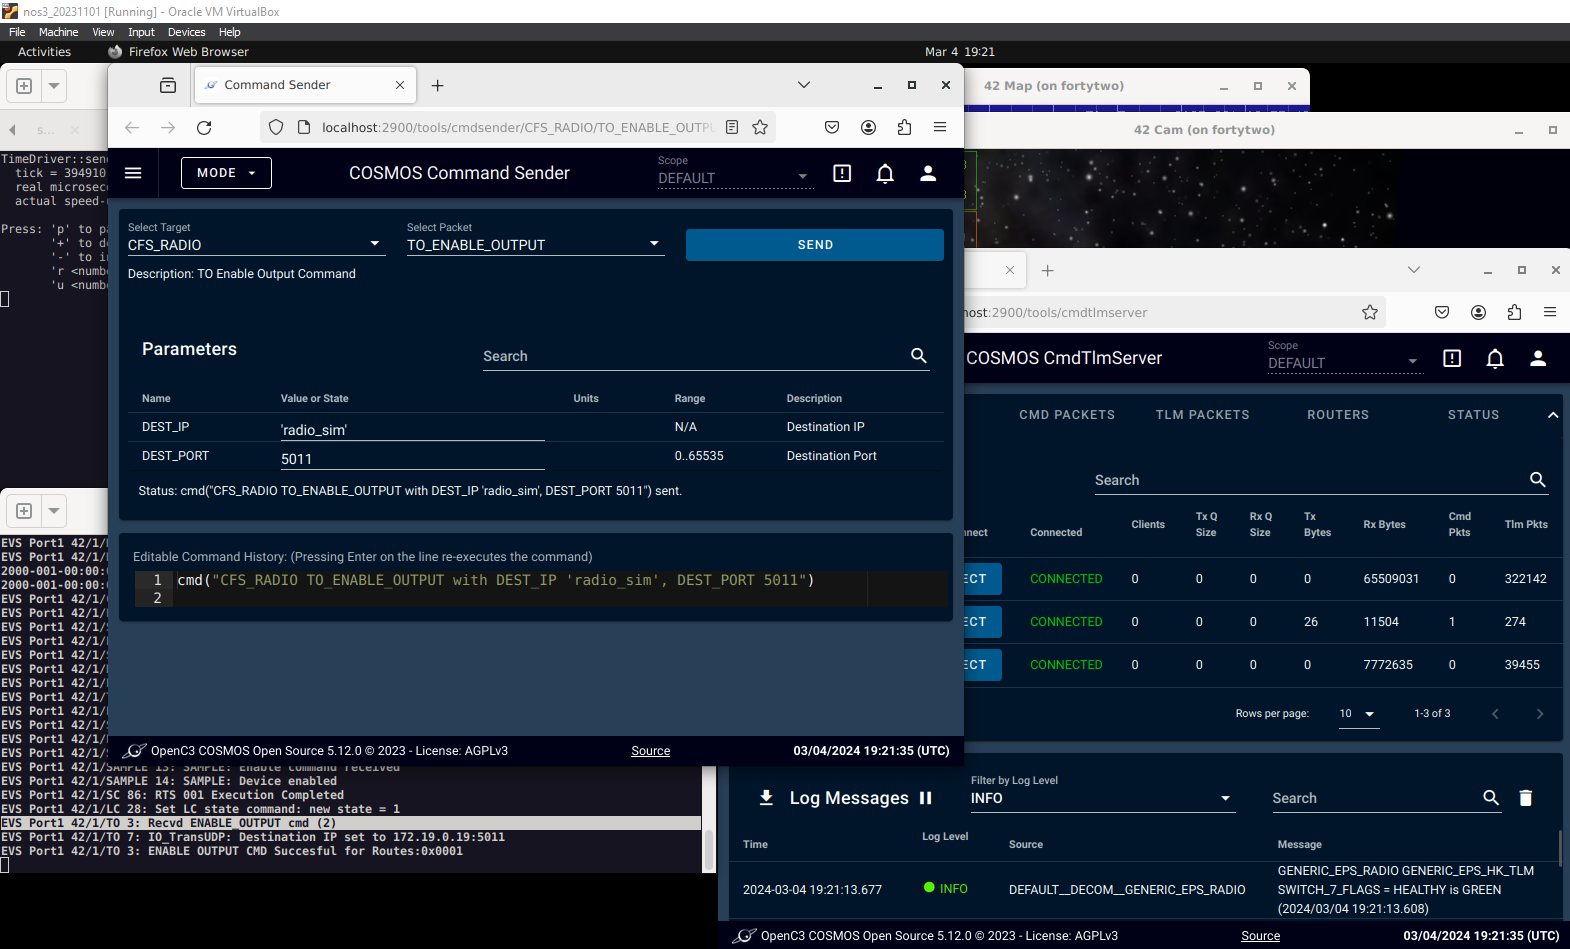 nos3_20231101 [Running] - Oracle VM VirtualBox
File Machine View Input Devices Help
Activities Firefox Web Browser Mar 4 19:21
Command Sender
localhost:2900/tools/cmdsender/CFS_RADIO/TO_ENABLE_OUTPU
MODE COSMOS Command Sender Scope DEFAULT
Select Target
CFS_RADIO
Select Packet
TO_ENABLE_OUTPUT
SEND
Description: TO Enable Output Command
Parameters Search
Name Value or State Units Range Description
DEST_IP 'radio_sim' N/A Destination IP
DEST_PORT 5011 0..65535 Destination Port
Status: cmd("CFS_RADIO TO_ENABLE_OUTPUT with DEST_IP 'radio_sim', DEST_PORT 5011") sent.
Editable Command History: (Pressing Enter on the line re-executes the command)
1 cmd("CFS_RADIO TO_ENABLE_OUTPUT with DEST_IP 'radio_sim', DEST_PORT 5011")
2
OpenC3 COSMOS Open Source 5.12.0 © 2023 - License: AGPLv3 Source 03/04/2024 19:21:35 (UTC)
s...
TimeDriver::sen
tick = 394910
real microsec
actual speed-
Press: 'p' to pa
'+' to de
'-' to in
'r <numbe
'u <numbe
EVS Port1 42/1/
EVS Port1 42/1/
2000-001-00:00:
2000-001-00:00:
EVS Port1 42/1/
EVS Port1 42/1/
EVS Port1 42/1/
EVS Port1 42/1/
EVS Port1 42/1/
EVS Port1 42/1/
EVS Port1 42/1/
EVS Port1 42/1/
EVS Port1 42/1/
EVS Port1 42/1/
EVS Port1 42/1/
EVS Port1 42/1/
EVS Port1 42/1/SAMPLE 13: SAMPLE: Enable command received
EVS Port1 42/1/SAMPLE 14: SAMPLE: Device enabled
EVS Port1 42/1/SC 86: RTS 001 Execution Completed
EVS Port1 42/1/LC 28: Set LC state command: new state = 1
EVS Port1 42/1/TO 3: Recvd ENABLE_OUTPUT cmd (2)
EVS Port1 42/1/TO 7: IO_TransUDP: Destination IP set to 172.19.0.19:5011
EVS Port1 42/1/TO 3: ENABLE OUTPUT CMD Succesful for Routes:0x0001
42 Map (on fortytwo)
42 Cam (on fortytwo)
host:2900/tools/cmdtlmserver
COSMOS CmdTlmServer Scope DEFAULT
CMD PACKETS TLM PACKETS ROUTERS STATUS
Search
nect Connected Clients Tx Q Size Rx Q Size Tx Bytes Rx Bytes Cmd Pkts Tlm Pkts
ECT CONNECTED 0 0 0 0 65509031 0 322142
ECT CONNECTED 0 0 0 26 11504 1 274
ECT CONNECTED 0 0 0 0 7772635 0 39455
Rows per page: 10 1-3 of 3
Log Messages Filter by Log Level INFO Search
Time Log Level Source Message
2024-03-04 19:21:13.677 INFO DEFAULT__DECOM__GENERIC_EPS_RADIO GENERIC_EPS_RADIO GENERIC_EPS_HK_TLM
SWITCH_7_FLAGS = HEALTHY is GREEN
(2024/03/04 19:21:13.608)
OpenC3 COSMOS Open Source 5.12.0 © 2023 - License: AGPLv3 Source 03/04/2024 19:21:35 (UTC)